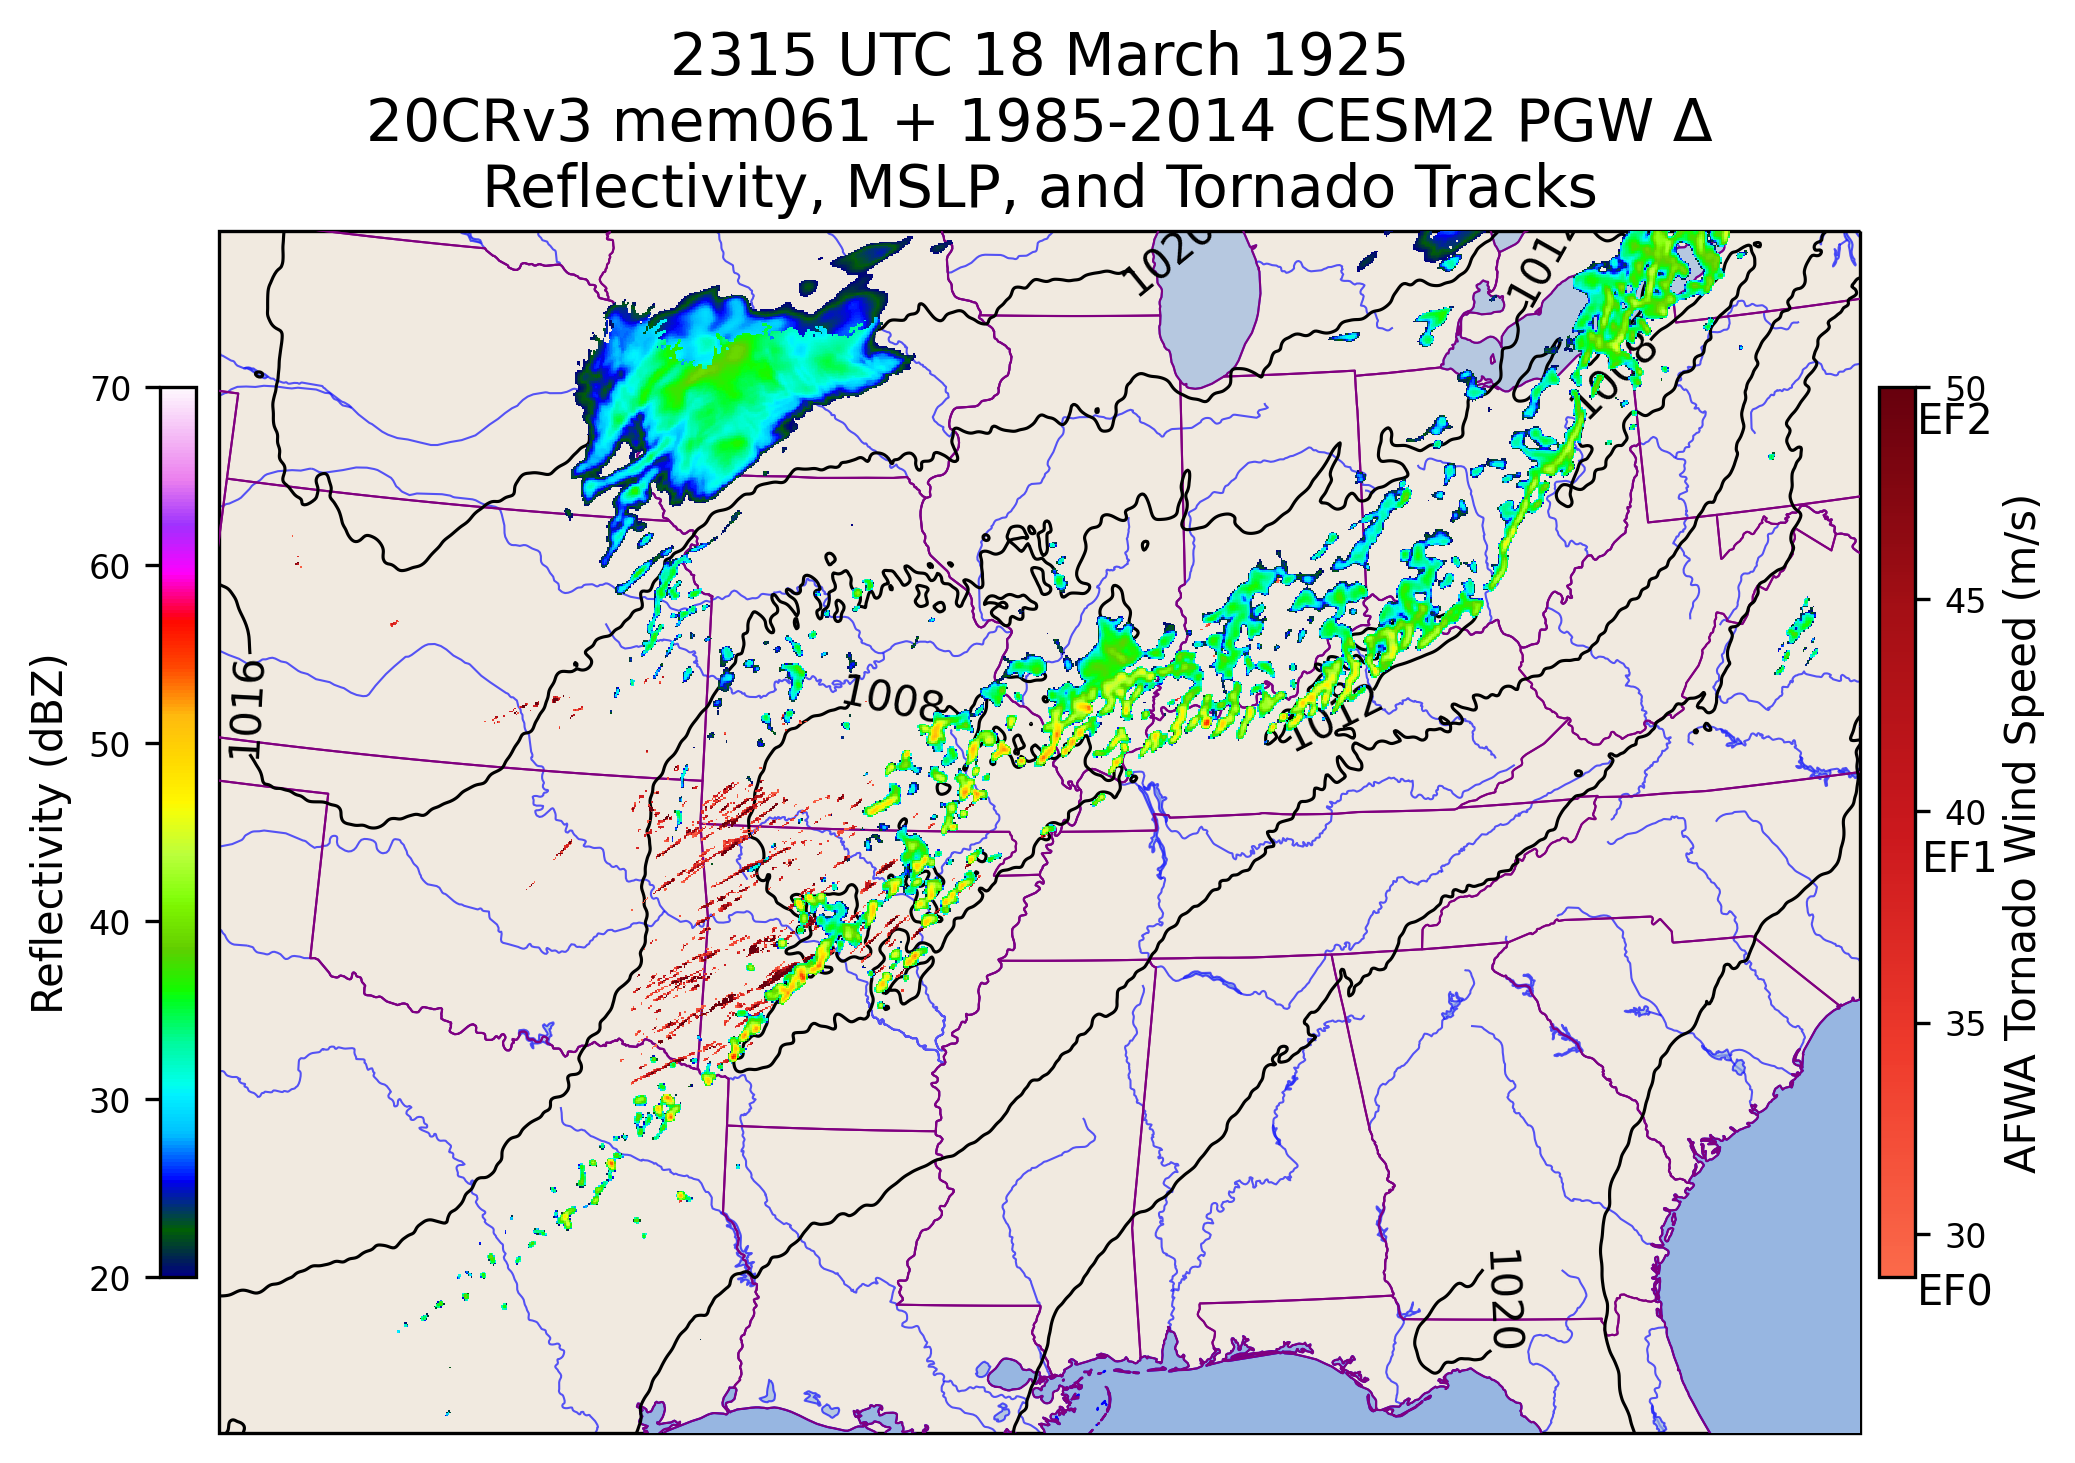 2315 UTC 18 March 1925
20CRv3 mem061 + 1985-2014 CESM2 PGW Δ
Reflectivity, MSLP, and Tornado Tracks
Reflectivity (dBZ)
70
60
50
40
30
20
1020
1012
1008
1016
1008
1012
1020
50
EF2
45
40
EF1
35
30
EF0
AFWA Tornado Wind Speed (m/s)